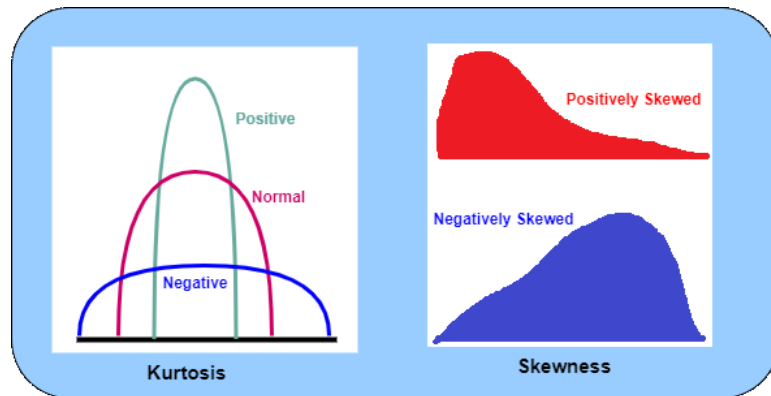 Positive
Normal
Negative
Kurtosis
Positively Skewed
Negatively Skewed
Skewness